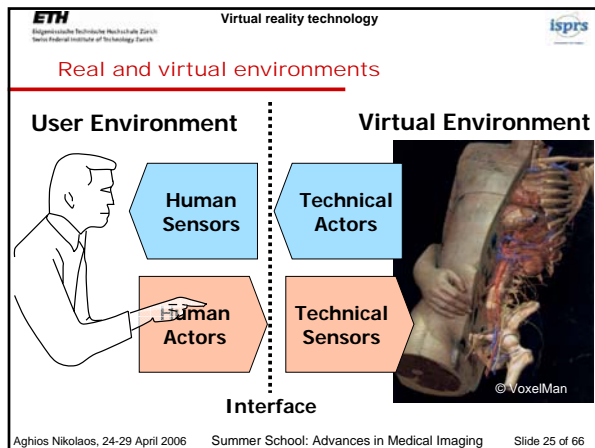 ETH
Eidgenössische Technische Hochschule Zürich
Swiss Federal Institute of Technology Zurich
Virtual reality technology
isprs
Real and virtual environments
User Environment
Virtual Environment
Human
Sensors
Technical
Actors
Human
Actors
Technical
Sensors
© VoxelMan
Interface
Aghios Nikolaos, 24-29 April 2006
Summer School: Advances in Medical Imaging
Slide 25 of 66